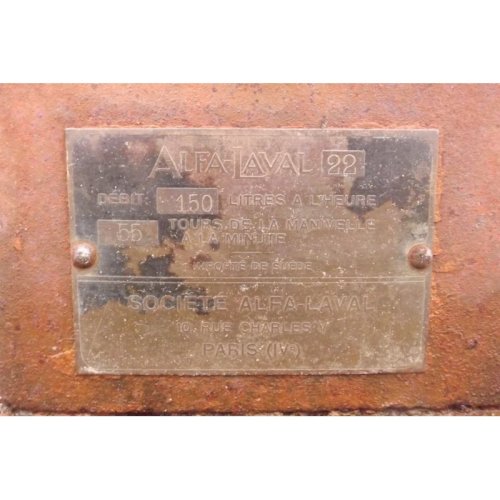 ALFA-LAVAL 22
DÉBIT: 150 LITRES A L'HEURE
55 TOURS DE LA MANIVELLE
A LA MINUTE
IMPORTÉ DE SUÈDE
SOCIÉTÉ ALFA-LAVAL
10, RUE CHARLES V
PARIS (IVe)